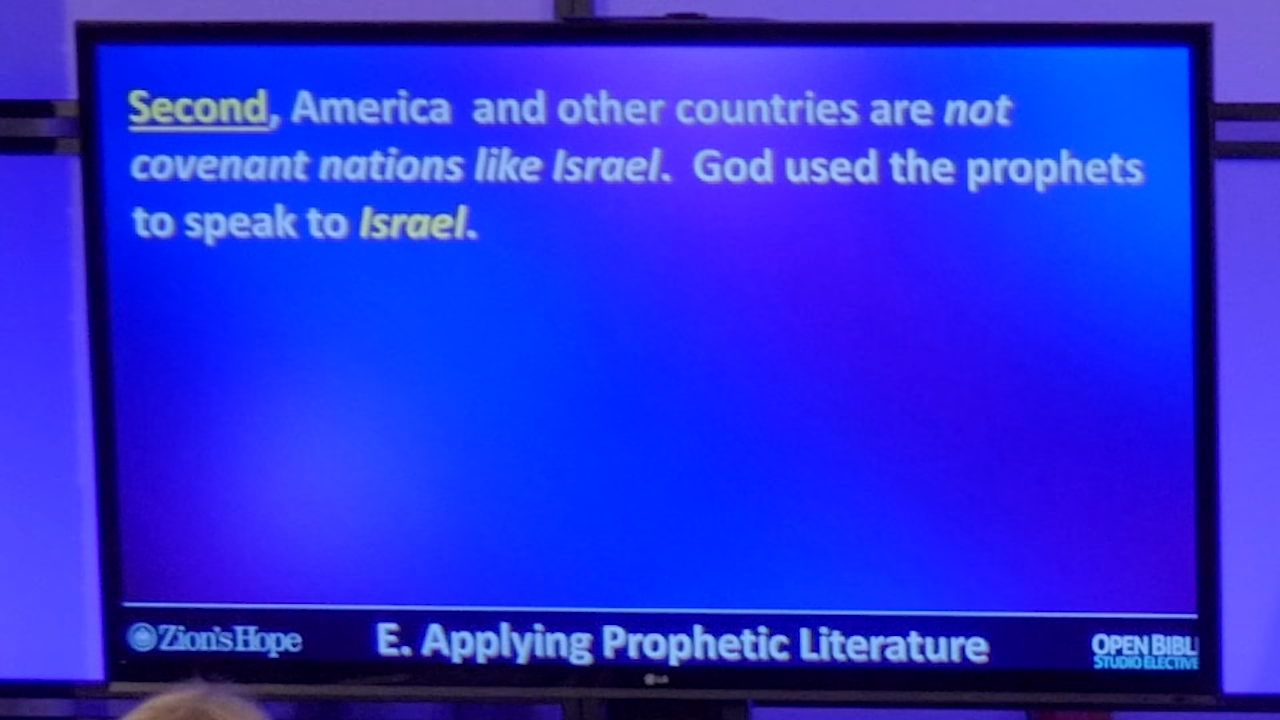 Second, America and other countries are not
covenant nations like Israel. God used the prophets
to speak to Israel.
Zion's Hope
E. Applying Prophetic Literature
OPEN BIBL
STUDIO ELECTIVE
LG